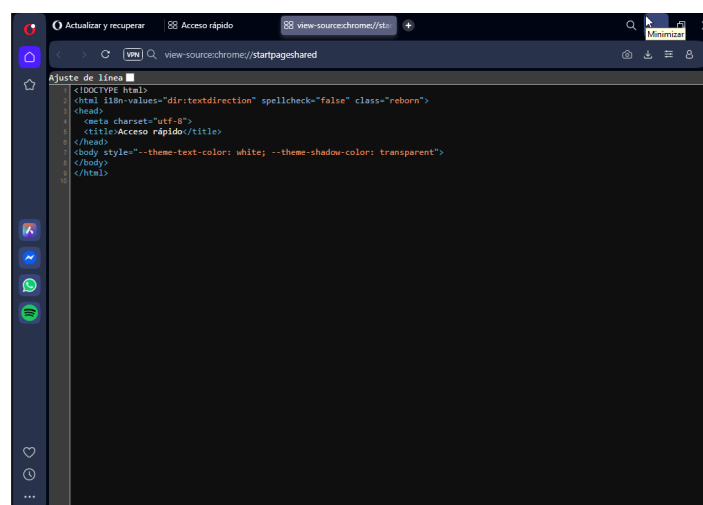 Actualizar y recuperar
Acceso rápido
view-source:chrome://sta
Minimizar
VPN
view-source:chrome://startpageshared
Ajuste de línea
1 <!DOCTYPE html>
2 <html i18n-values="dir:textdirection" spellcheck="false" class="reborn">
3 <head>
4 <meta charset="utf-8">
5 <title>Acceso rápido</title>
6 </head>
7 <body style="--theme-text-color: white; --theme-shadow-color: transparent">
8 </body>
9 </html>
10